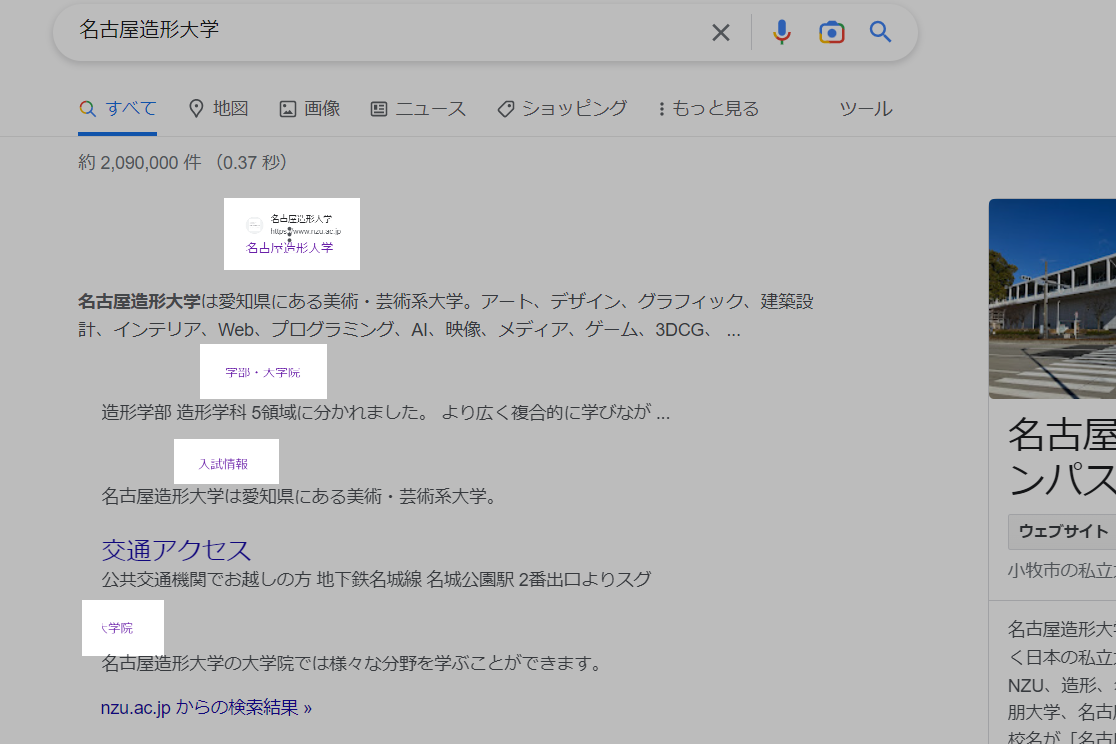 名古屋造形大学
すべて 地図 画像 ニュース ショッピング もっと見る ツール
約 2,090,000 件 （0.37 秒）
名古屋造形大学
https://www.nzu.ac.jp
名古屋造形大学
名古屋造形大学は愛知県にある美術・芸術系大学。アート、デザイン、グラフィック、建築設
計、インテリア、Web、プログラミング、AI、映像、メディア、ゲーム、3DCG、 ...
学部・大学院
造形学部 造形学科 5領域に分かれました。 より広く複合的に学びなが ...
入試情報
名古屋造形大学は愛知県にある美術・芸術系大学。
交通アクセス
公共交通機関でお越しの方 地下鉄名城線 名城公園駅 2番出口よりスグ
大学院
名古屋造形大学の大学院では様々な分野を学ぶことができます。
nzu.ac.jp からの検索結果 »
名古屋
ンパス
ウェブサイト
小牧市の私立
名古屋造形大
く日本の私立
NZU、造形、
朋大学、名古
校名が「名古